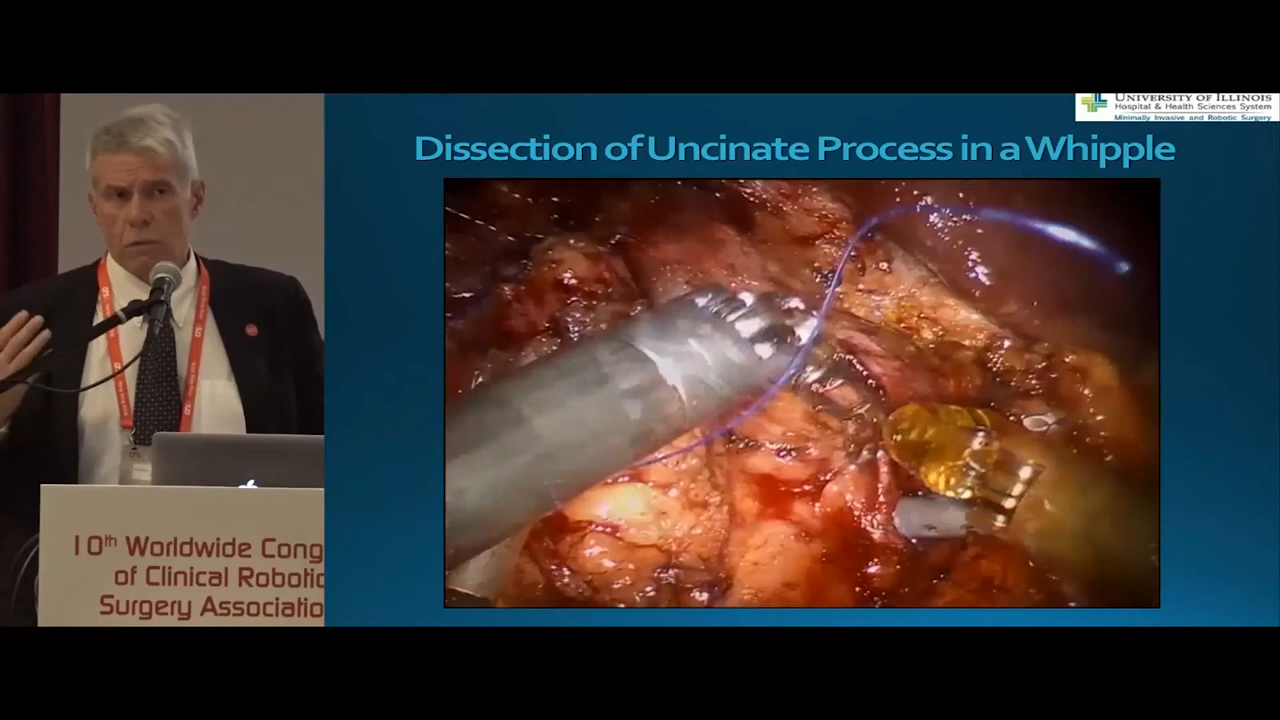 UNIVERSITY OF ILLINOIS
Hospital & Health Sciences System
Minimally Invasive and Robotic Surgery
Dissection of Uncinate Process in a Whipple
10th Worldwide Cong
of Clinical Robotic
Surgery Associatio